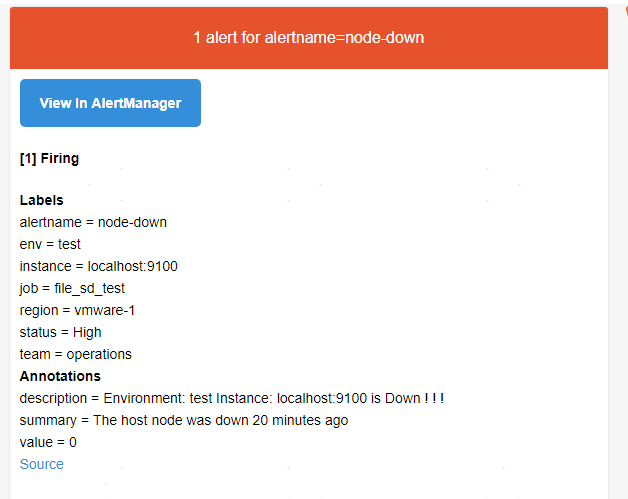 1 alert for alertname=node-down
View In AlertManager
[1] Firing
Labels
alertname = node-down
env = test
instance = localhost:9100
job = file_sd_test
region = vmware-1
status = High
team = operations
Annotations
description = Environment: test Instance: localhost:9100 is Down ! ! !
summary = The host node was down 20 minutes ago
value = 0
Source